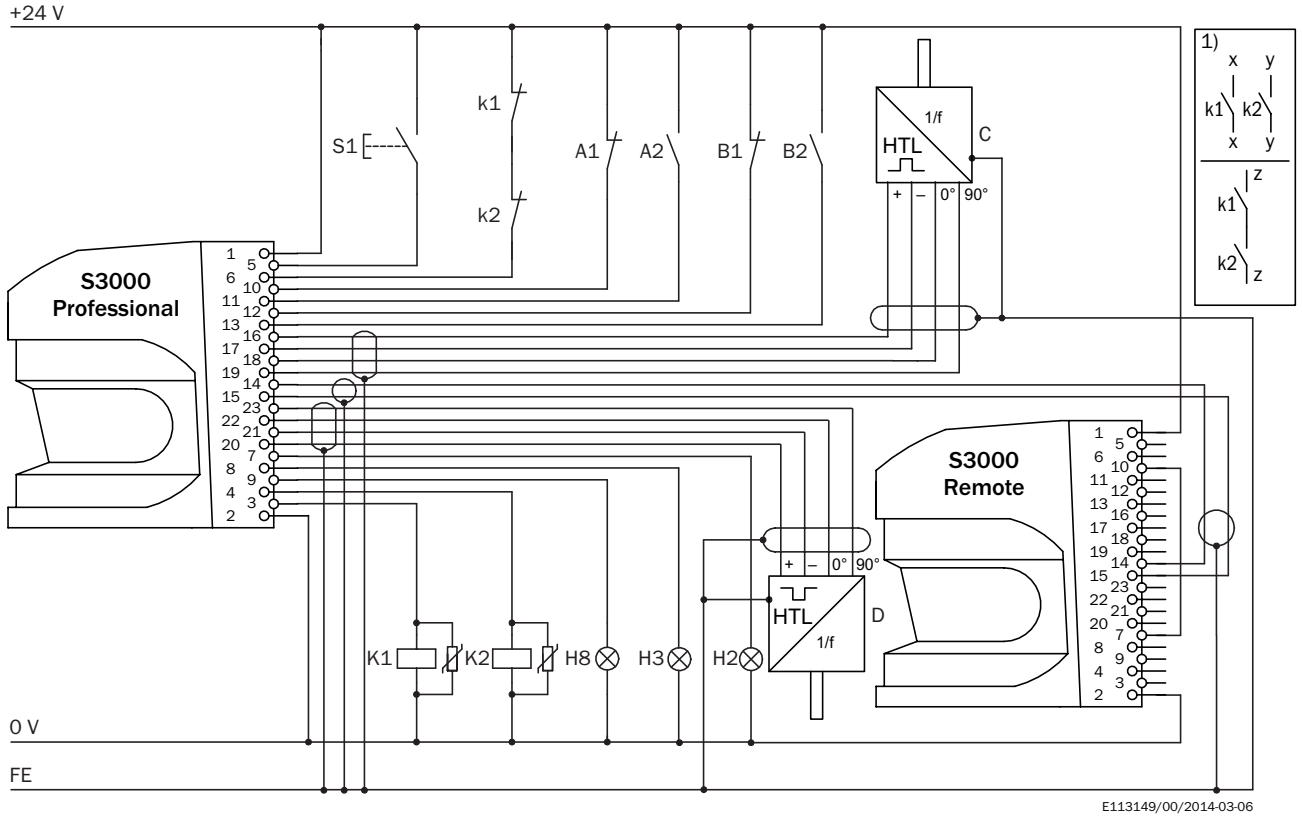 +24 V
1)
x y
k1 k2
x y
z
k1
k2
z
k1
S1
k2
A1 A2 B1 B2
1/f
HTL
C
+ – 0° 90°
S3000
Professional
1
5
6
10
11
12
13
16
17
18
19
14
15
23
22
21
20
7
8
9
4
3
2
S3000
Remote
1
5
6
10
11
12
13
16
17
18
19
14
15
23
22
21
20
7
8
9
4
3
2
+ – 0° 90°
HTL
1/f
D
K1 K2 H8 H3 H2
0 V
FE
E113149/00/2014-03-06